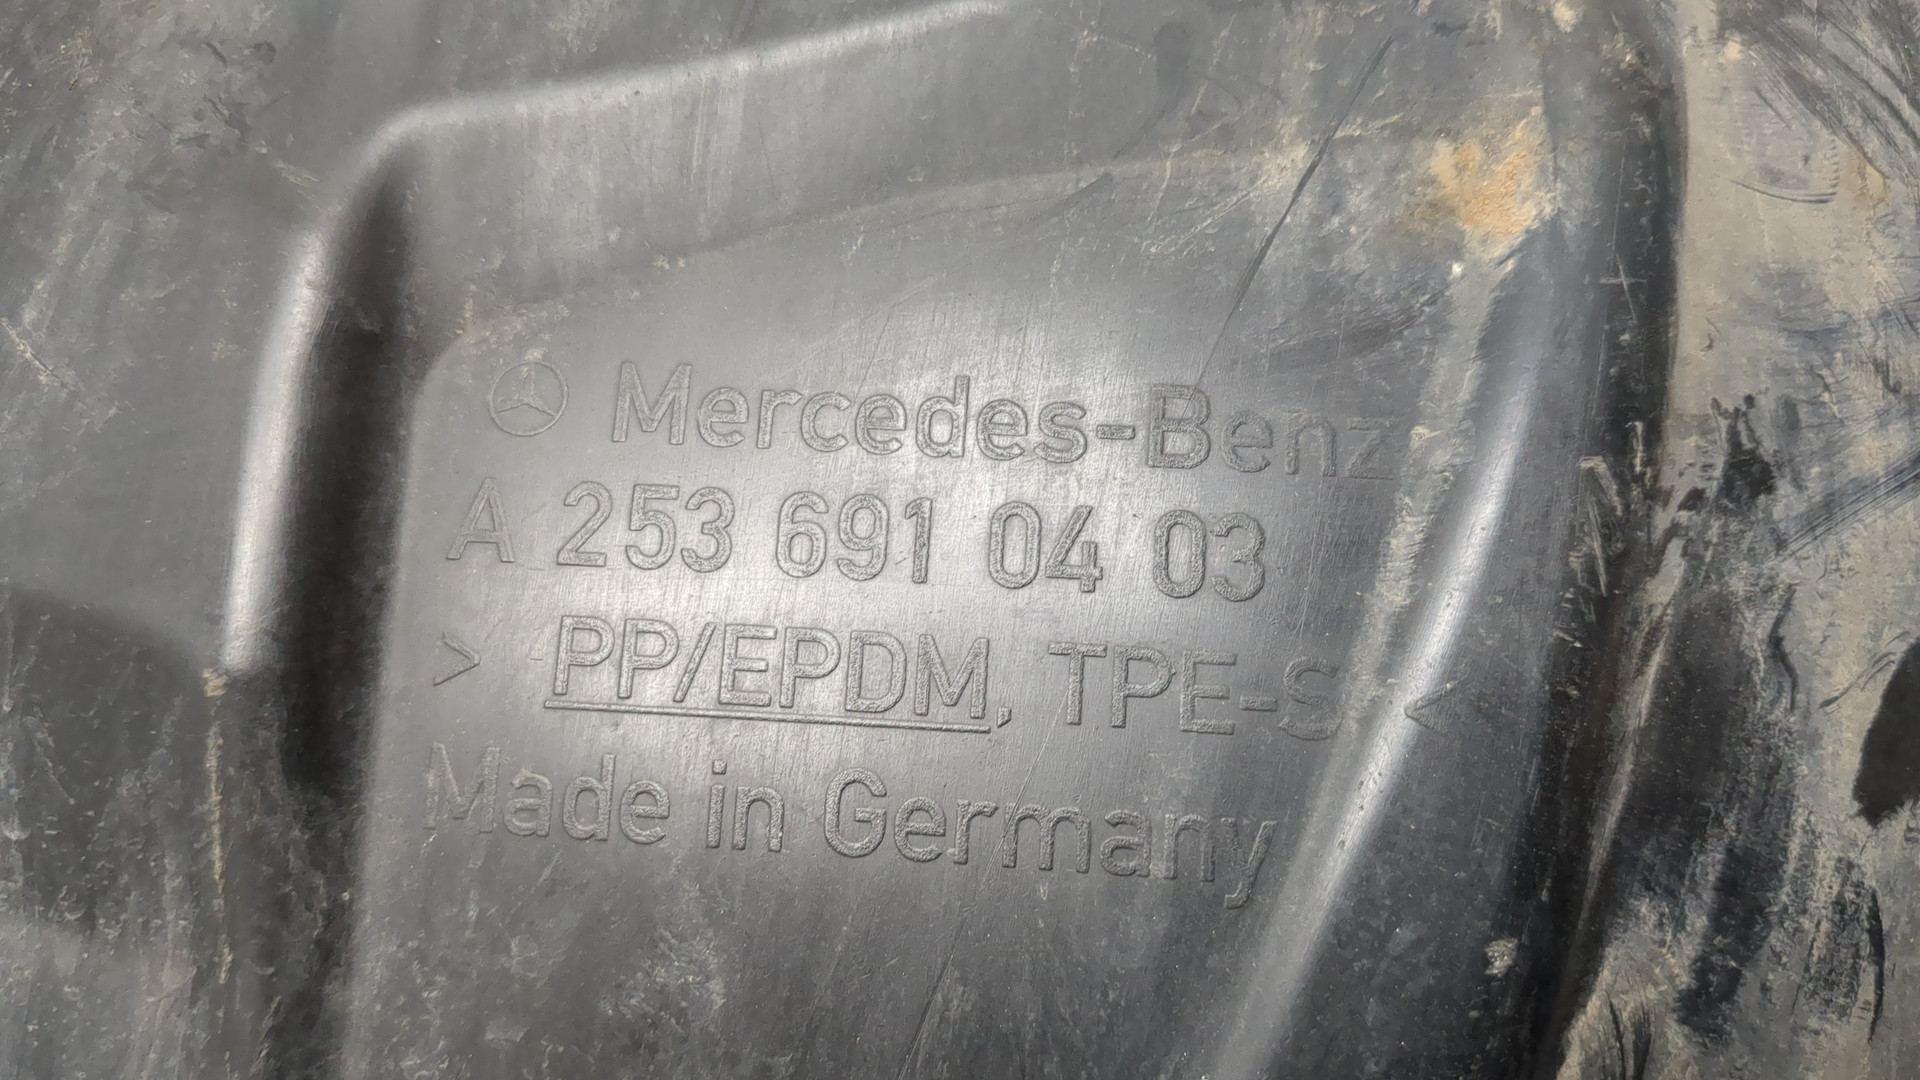 Mercedes-Benz
A 253 691 04 03
> PP/EPDM, TPE-S <
Made in Germany